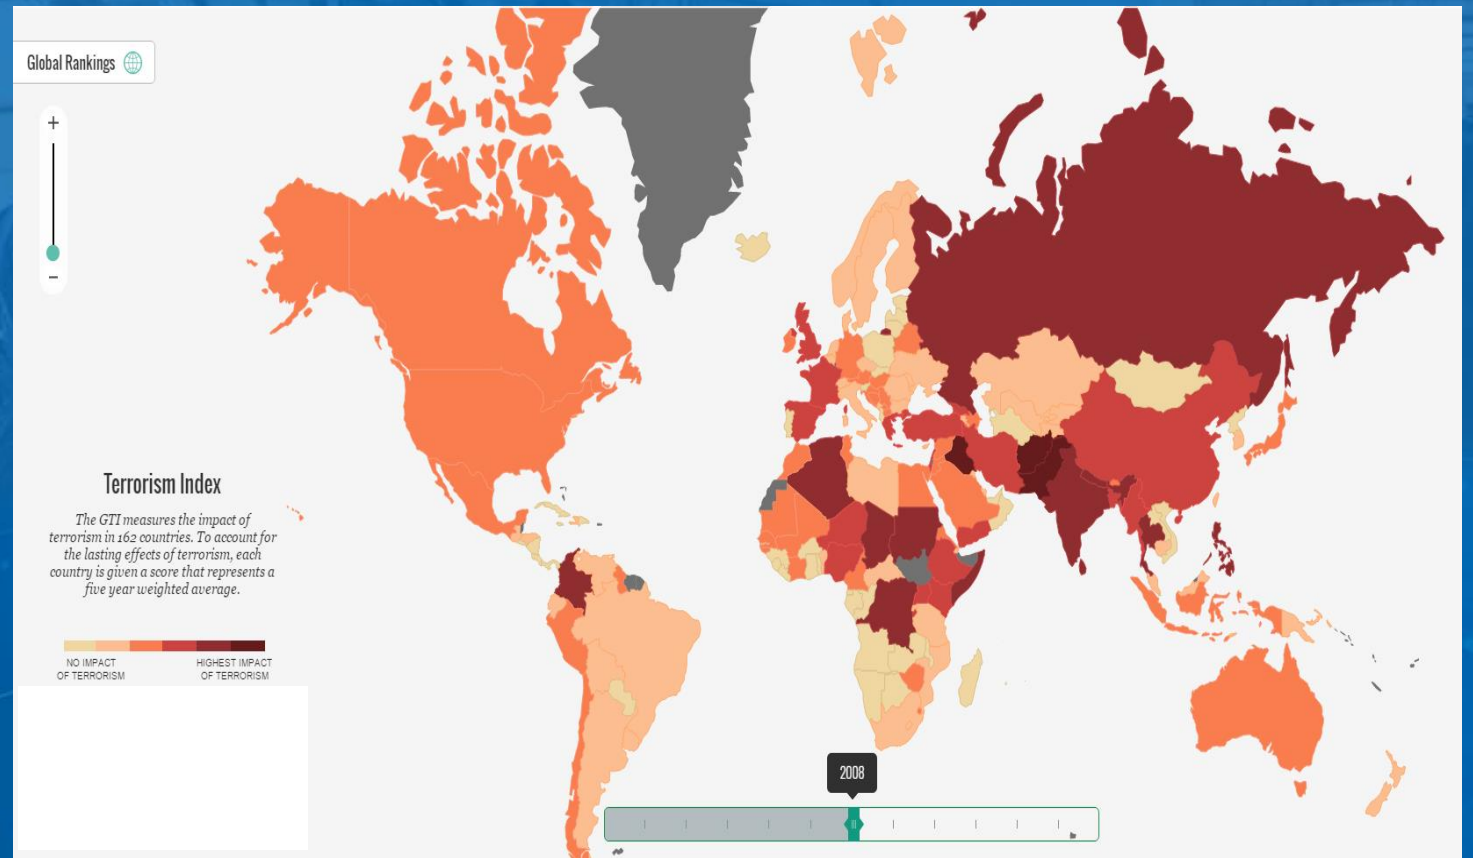 Global Rankings
+
−
Terrorism Index
The GTI measures the impact of
terrorism in 162 countries. To account for
the lasting effects of terrorism, each
country is given a score that represents a
five year weighted average.
NO IMPACT
OF TERRORISM
HIGHEST IMPACT
OF TERRORISM
2008